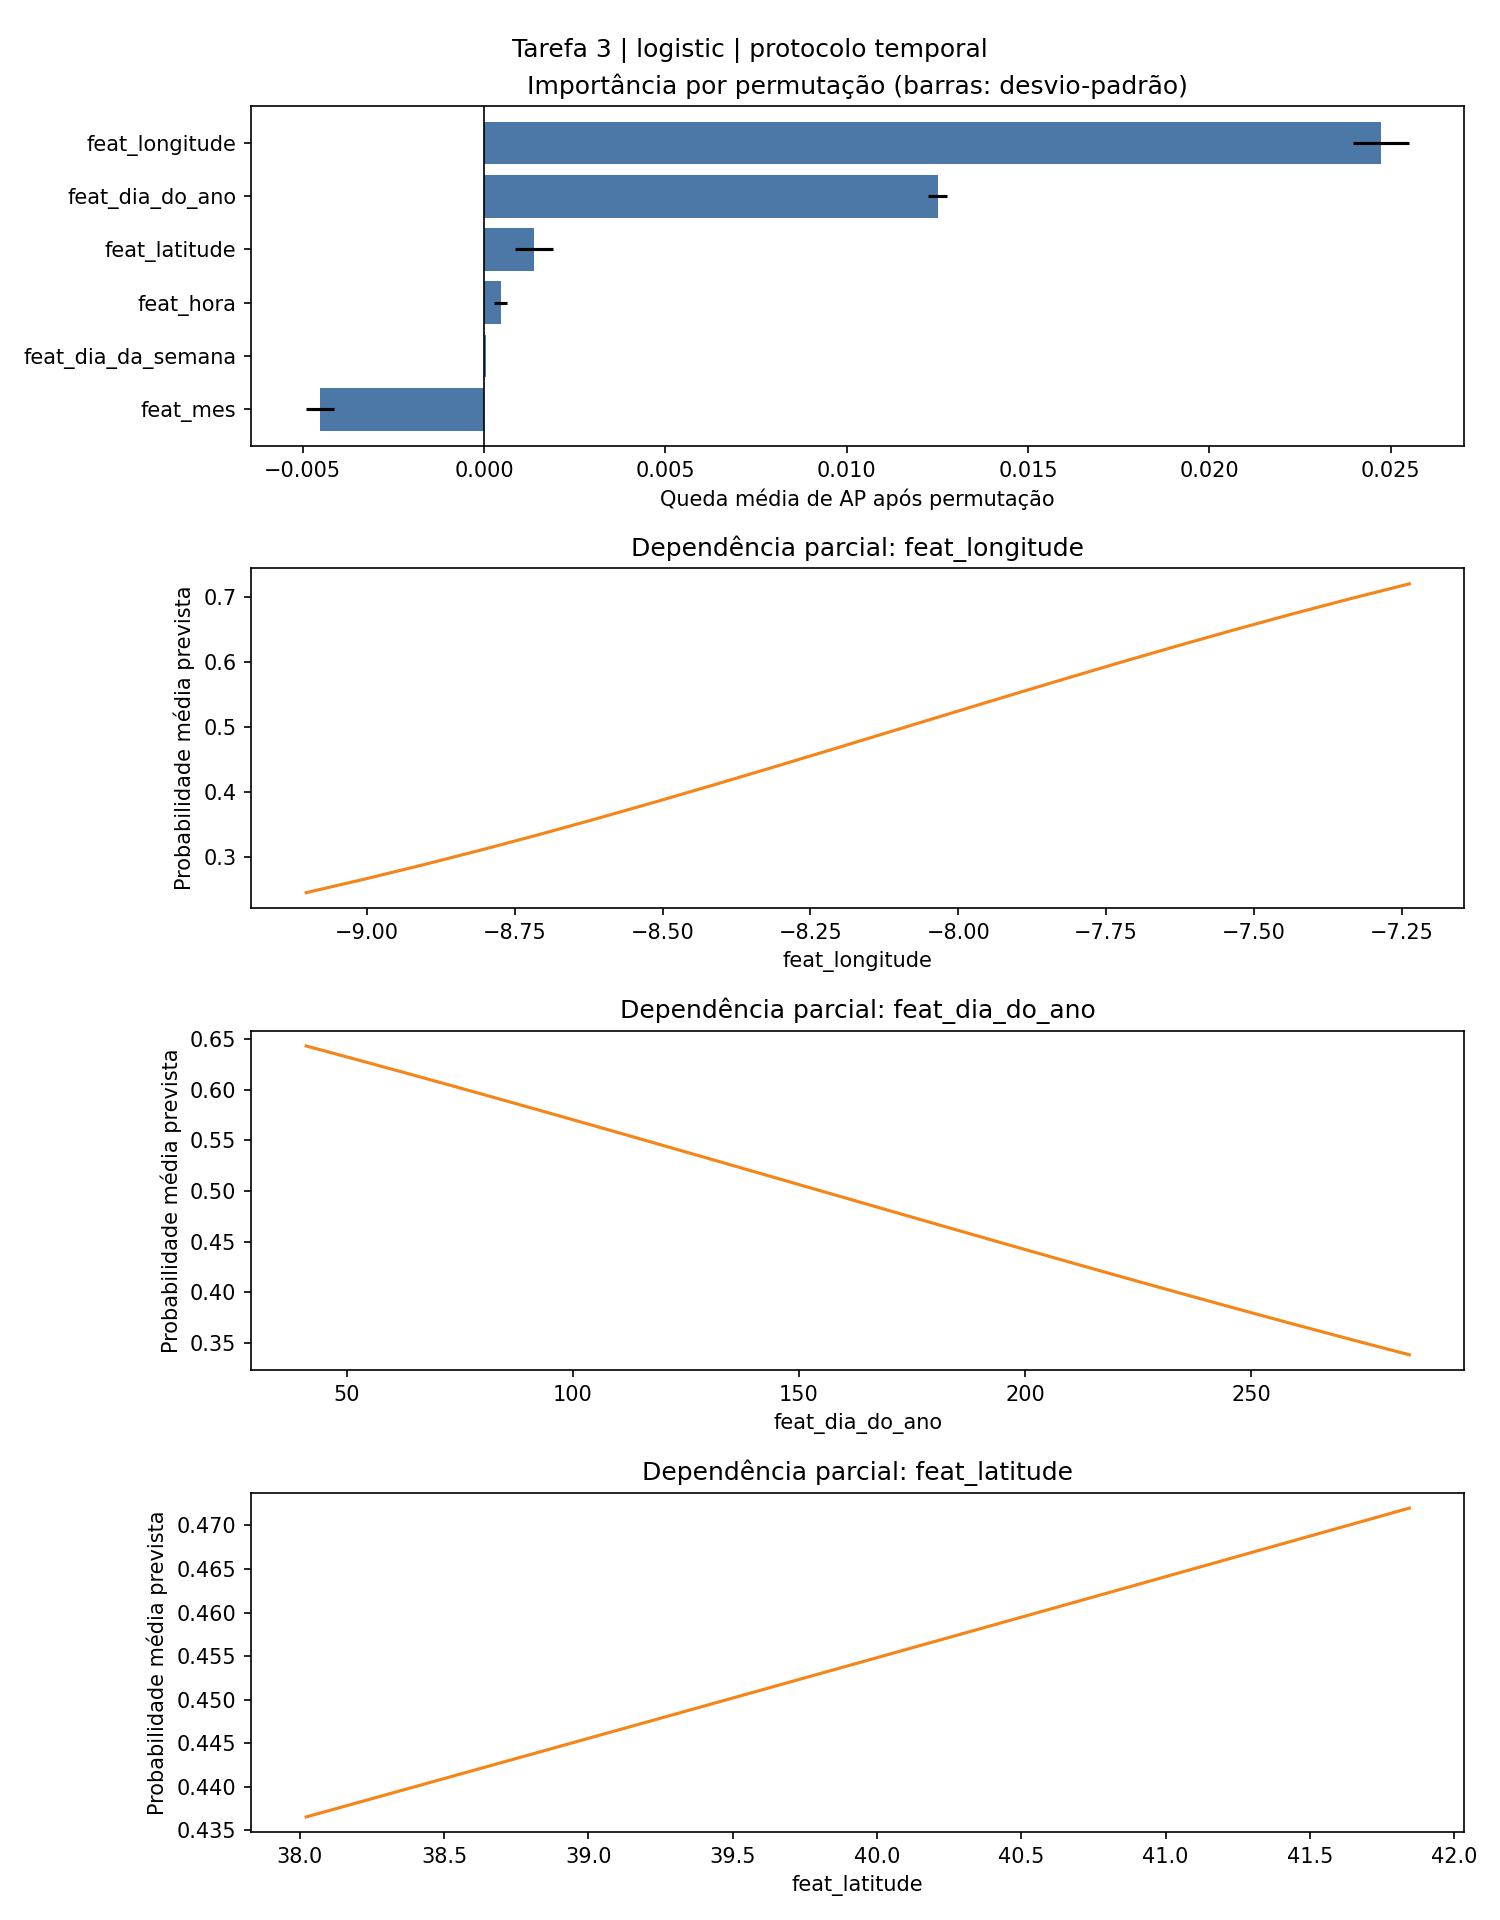 Tarefa 3 | logistic | protocolo temporal
Importância por permutação (barras: desvio-padrão)
feat_longitude
feat_dia_do_ano
feat_latitude
feat_hora
feat_dia_da_semana
feat_mes
−0.005 0.000 0.005 0.010 0.015 0.020 0.025
Queda média de AP após permutação
Dependência parcial: feat_longitude
Probabilidade média prevista
0.7
0.6
0.5
0.4
0.3
−9.00 −8.75 −8.50 −8.25 −8.00 −7.75 −7.50 −7.25
feat_longitude
Dependência parcial: feat_dia_do_ano
Probabilidade média prevista
0.65
0.60
0.55
0.50
0.45
0.40
0.35
50 100 150 200 250
feat_dia_do_ano
Dependência parcial: feat_latitude
Probabilidade média prevista
0.470
0.465
0.460
0.455
0.450
0.445
0.440
0.435
38.0 38.5 39.0 39.5 40.0 40.5 41.0 41.5 42.0
feat_latitude